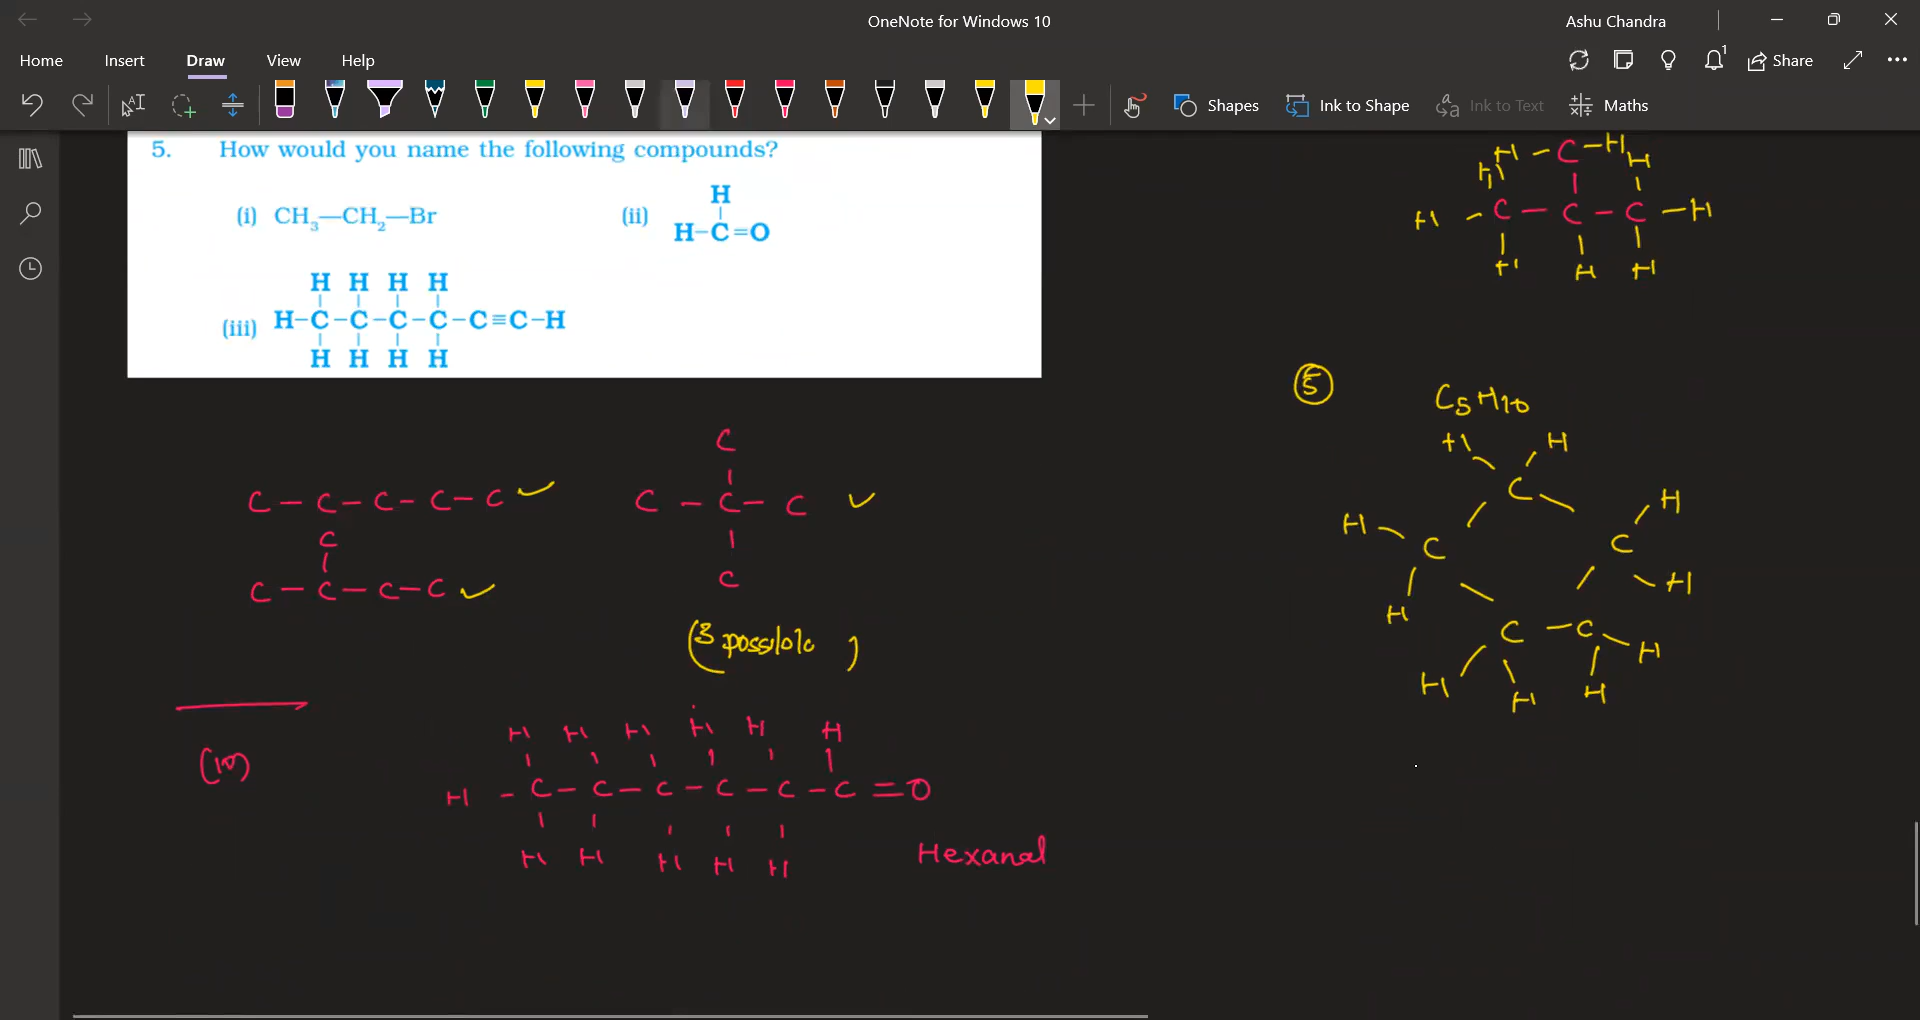 OneNote for Windows 10
Ashu Chandra
Home Insert Draw View Help
1 Share
Shapes Ink to Shape Ink to Text Maths
5. How would you name the following compounds?
(i) CH₃—CH₂—Br
(ii)
H
H–C=O
H H H H
(iii) H–C–C–C–C–C≡C–H
H H H H
C
C – C – C – C – C
C – C – C
C
C – C – C – C
C
(3 possible)
(iv)
H H H H H H
H – C – C – C – C – C – C = O
H H H H H
Hexanal
H – C – H
H H
H – C – C – C – H
H H H
5
C₅H₁₀
H H
C H
H C C
H H
C – C H
H H H